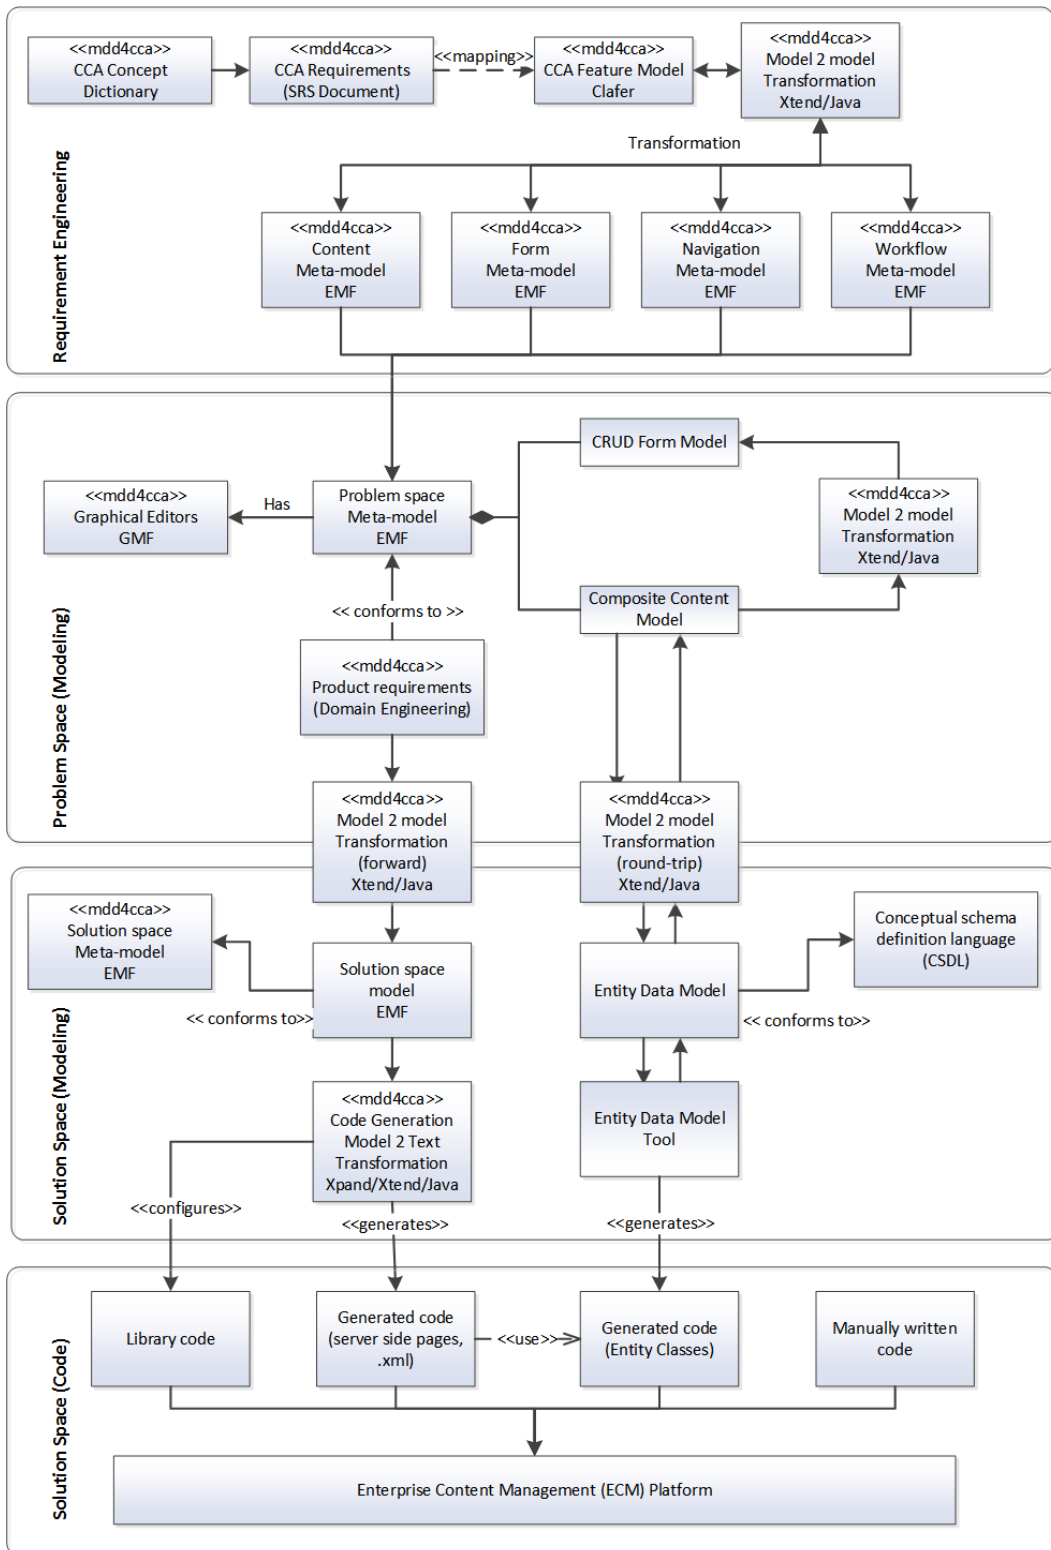 <<mdd4cca>>
CCA Concept
Dictionary
<<mdd4cca>>
CCA Requirements
(SRS Document)
<<mapping>>
<<mdd4cca>>
CCA Feature Model
Clafer
<<mdd4cca>>
Model 2 model
Transformation
Xtend/Java
Transformation
<<mdd4cca>>
Content
Meta-model
EMF
<<mdd4cca>>
Form
Meta-model
EMF
<<mdd4cca>>
Navigation
Meta-model
EMF
<<mdd4cca>>
Workflow
Meta-model
EMF
Requirement Engineering
CRUD Form Model
<<mdd4cca>>
Graphical Editors
GMF
Has
Problem space
Meta-model
EMF
<<mdd4cca>>
Model 2 model
Transformation
Xtend/Java
<< conforms to >>
Composite Content
Model
<<mdd4cca>>
Product requirements
(Domain Engineering)
Problem Space (Modeling)
<<mdd4cca>>
Model 2 model
Transformation
(forward)
Xtend/Java
<<mdd4cca>>
Model 2 model
Transformation
(round-trip)
Xtend/Java
<<mdd4cca>>
Solution space
Meta-model
EMF
Solution space
model
EMF
Entity Data Model
Conceptual schema
definition language
(CSDL)
<< conforms to>>
<< conforms to>>
Solution Space (Modeling)
<<mdd4cca>>
Code Generation
Model 2 Text
Transformation
Xpand/Xtend/Java
Entity Data Model
Tool
<<configures>>
<<generates>>
<<generates>>
Library code
Generated code
(server side pages,
.xml)
<<use>>
Generated code
(Entity Classes)
Manually written
code
Solution Space (Code)
Enterprise Content Management (ECM) Platform